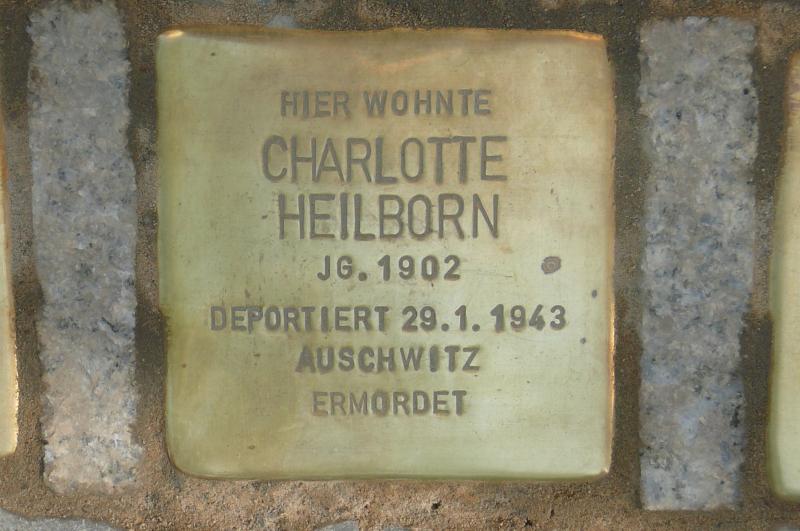 HIER WOHNTE
CHARLOTTE
HEILBORN
JG. 1902
DEPORTIERT 29.1.1943
AUSCHWITZ
ERMORDET